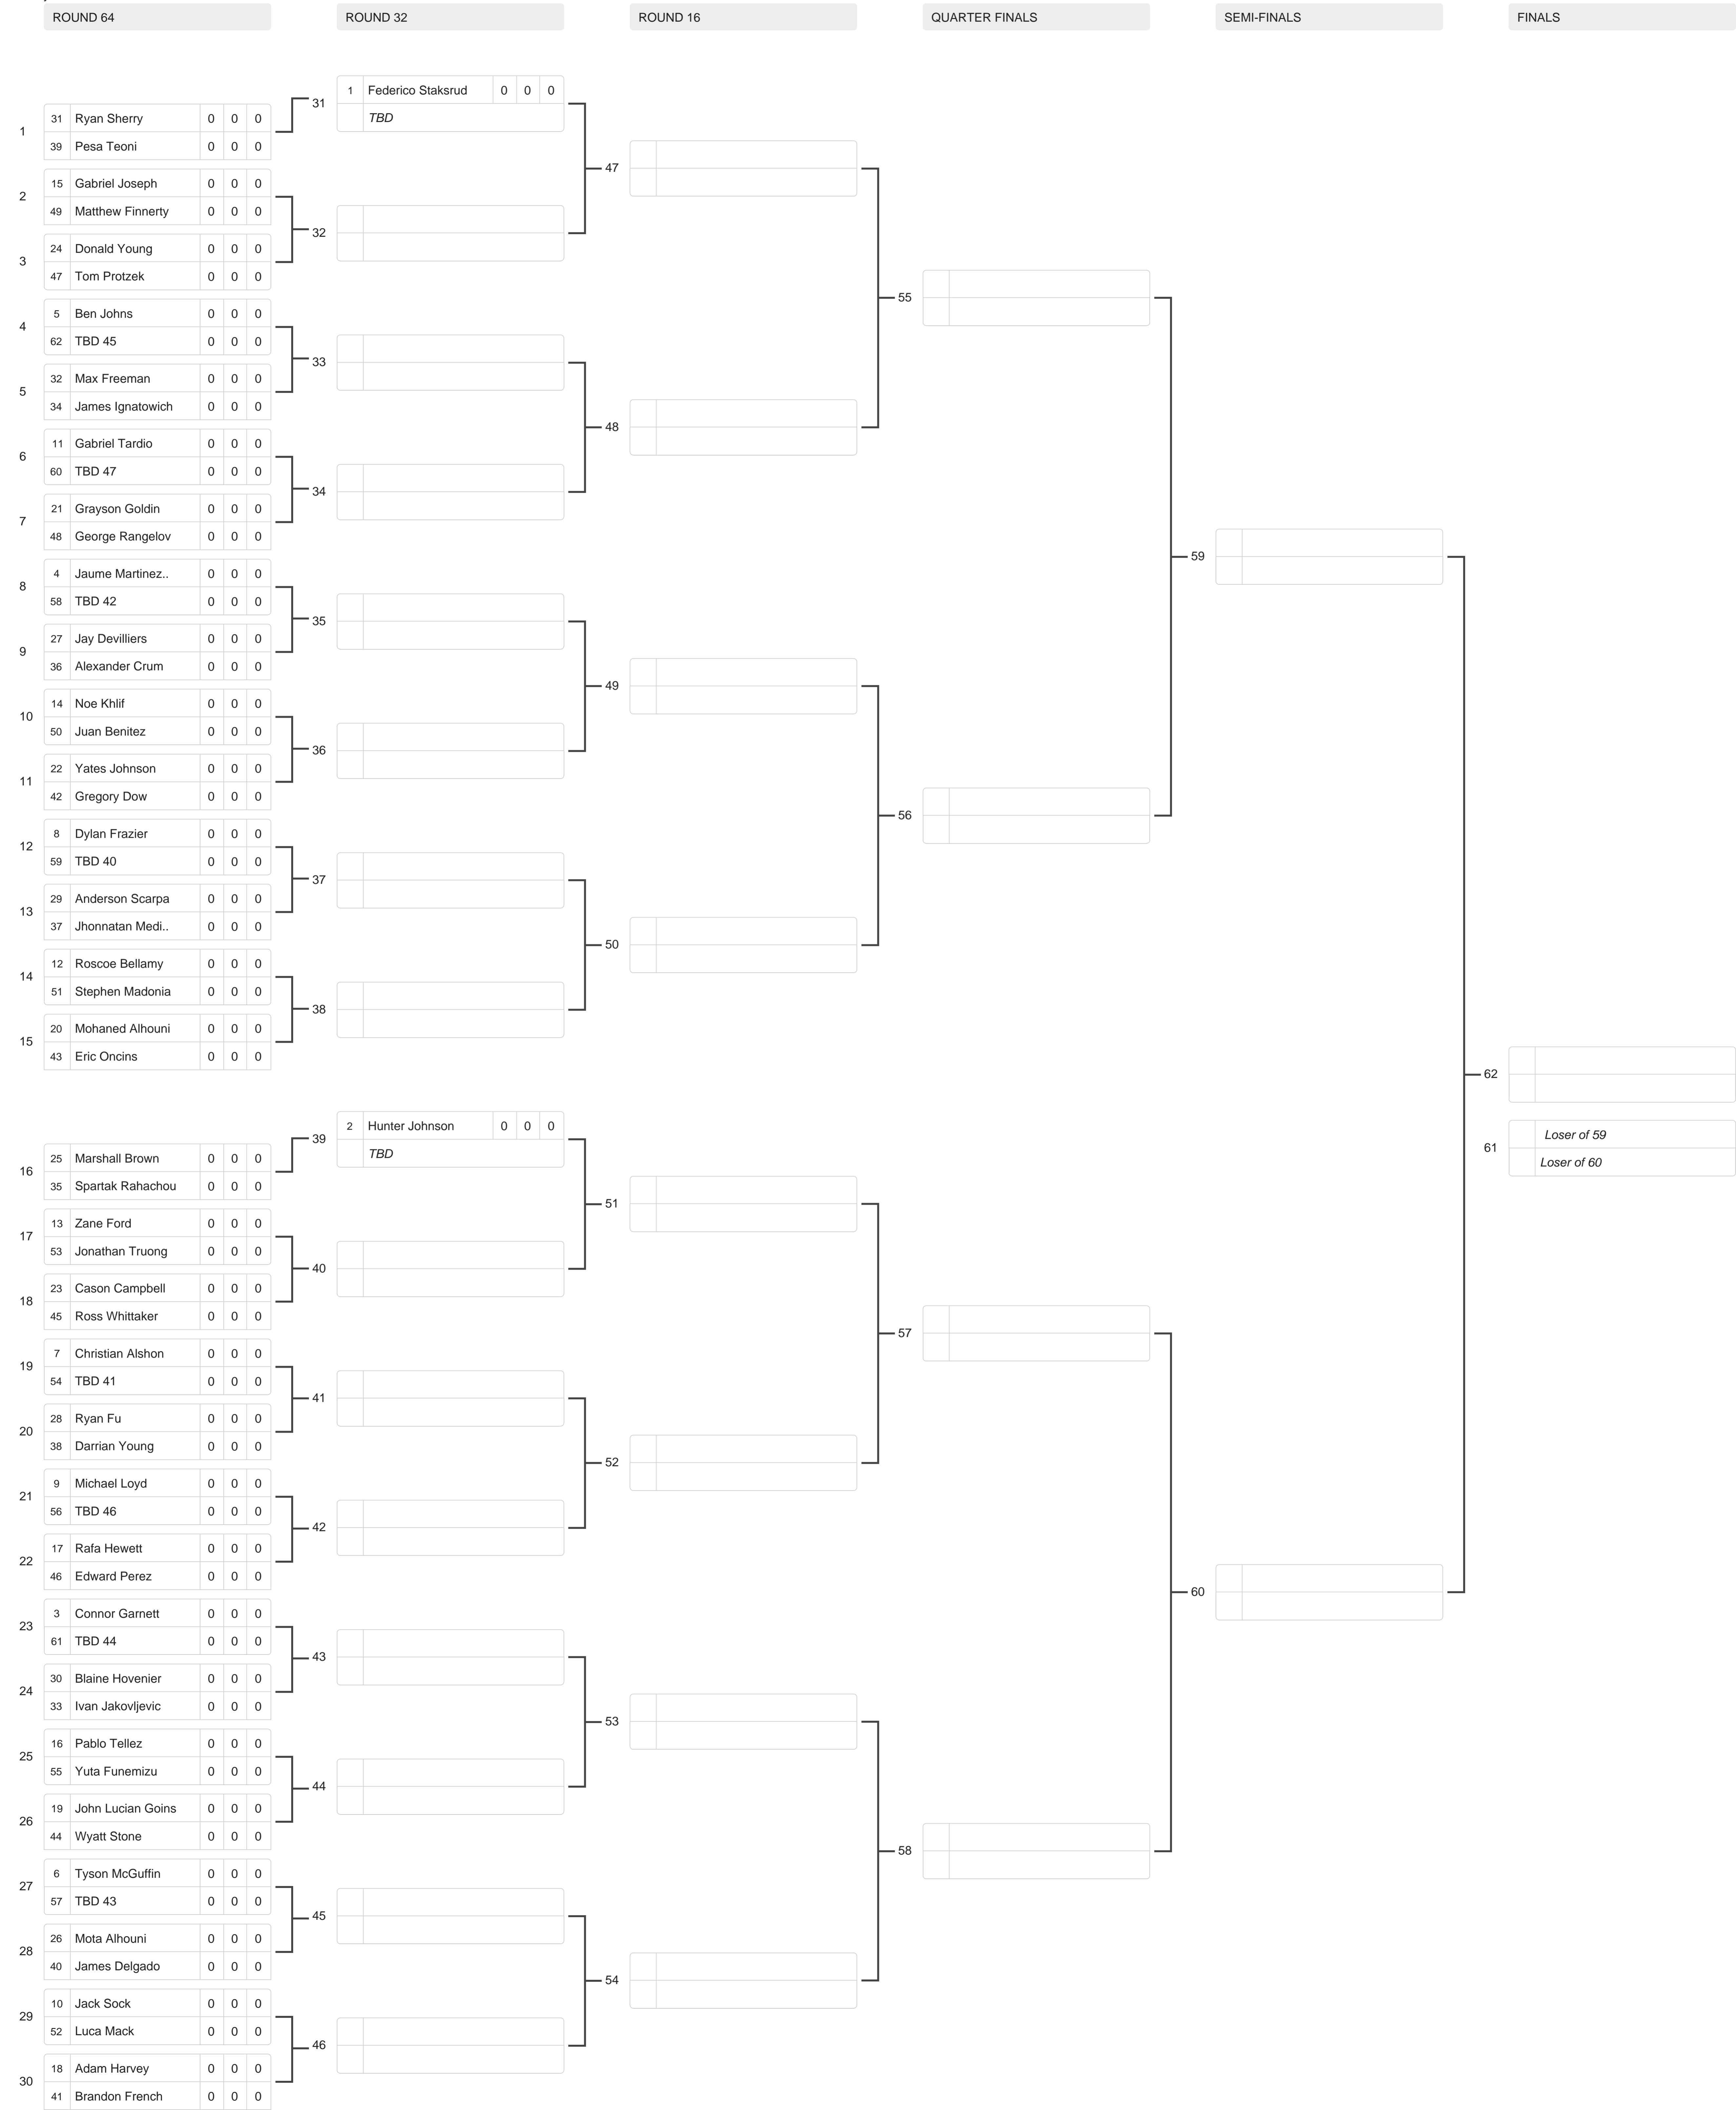 ROUND 64 ROUND 32 ROUND 16 QUARTER FINALS SEMI-FINALS FINALS
31 1 Federico Staksrud 0 0 0
TBD
1 31 Ryan Sherry 0 0 0
39 Pesa Teoni 0 0 0
47
2 15 Gabriel Joseph 0 0 0
49 Matthew Finnerty 0 0 0
32
3 24 Donald Young 0 0 0
47 Tom Protzek 0 0 0
55
4 5 Ben Johns 0 0 0
62 TBD 45 0 0 0
33
5 32 Max Freeman 0 0 0
34 James Ignatowich 0 0 0
48
6 11 Gabriel Tardio 0 0 0
60 TBD 47 0 0 0
34
7 21 Grayson Goldin 0 0 0
48 George Rangelov 0 0 0
59
8 4 Jaume Martinez.. 0 0 0
58 TBD 42 0 0 0
35
9 27 Jay Devilliers 0 0 0
36 Alexander Crum 0 0 0
49
10 14 Noe Khlif 0 0 0
50 Juan Benitez 0 0 0
36
11 22 Yates Johnson 0 0 0
42 Gregory Dow 0 0 0
56
12 8 Dylan Frazier 0 0 0
59 TBD 40 0 0 0
37
13 29 Anderson Scarpa 0 0 0
37 Jhonnatan Medi.. 0 0 0
50
14 12 Roscoe Bellamy 0 0 0
51 Stephen Madonia 0 0 0
38
15 20 Mohaned Alhouni 0 0 0
43 Eric Oncins 0 0 0
62
39 2 Hunter Johnson 0 0 0
TBD
61 Loser of 59
Loser of 60
16 25 Marshall Brown 0 0 0
35 Spartak Rahachou 0 0 0
51
17 13 Zane Ford 0 0 0
53 Jonathan Truong 0 0 0
40
18 23 Cason Campbell 0 0 0
45 Ross Whittaker 0 0 0
57
19 7 Christian Alshon 0 0 0
54 TBD 41 0 0 0
41
20 28 Ryan Fu 0 0 0
38 Darrian Young 0 0 0
52
21 9 Michael Loyd 0 0 0
56 TBD 46 0 0 0
42
22 17 Rafa Hewett 0 0 0
46 Edward Perez 0 0 0
60
23 3 Connor Garnett 0 0 0
61 TBD 44 0 0 0
43
24 30 Blaine Hovenier 0 0 0
33 Ivan Jakovljevic 0 0 0
53
25 16 Pablo Tellez 0 0 0
55 Yuta Funemizu 0 0 0
44
26 19 John Lucian Goins 0 0 0
44 Wyatt Stone 0 0 0
58
27 6 Tyson McGuffin 0 0 0
57 TBD 43 0 0 0
45
28 26 Mota Alhouni 0 0 0
40 James Delgado 0 0 0
54
29 10 Jack Sock 0 0 0
52 Luca Mack 0 0 0
46
30 18 Adam Harvey 0 0 0
41 Brandon French 0 0 0